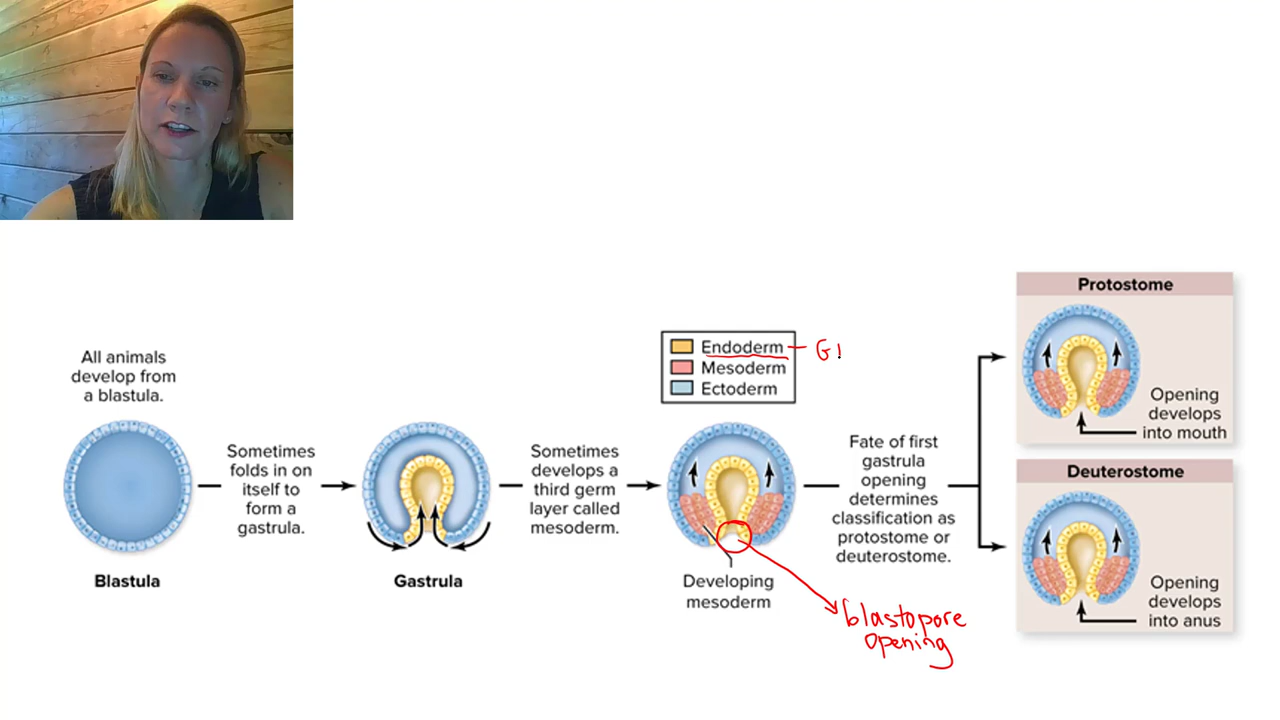 All animals
develop from
a blastula.
Blastula
Sometimes
folds in on
itself to
form a
gastrula.
Gastrula
Sometimes
develops a
third germ
layer called
mesoderm.
Endoderm – GI
Mesoderm
Ectoderm
Developing
mesoderm
blastopore
opening
Fate of first
gastrula
opening
determines
classification as
protostome or
deuterostome.
Protostome
Opening
develops
into mouth
Deuterostome
Opening
develops
into anus